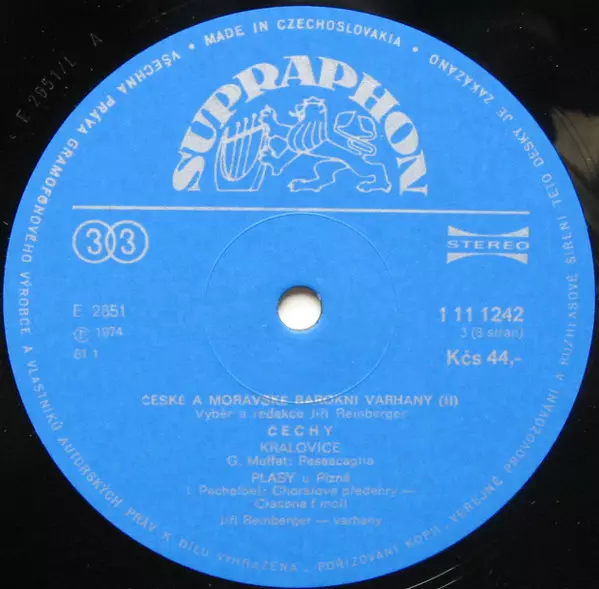 VŠECHNA PRÁVA GRAMOFONOVÉHO VÝROBCE A VLASTNÍKŮ AUTORSKÝCH PRÁV K DÍLU VYHRAZENA. POŘIZOVÁNÍ KOPIÍ, VEREJNÉ PROVOZOVÁNÍ A ROZHLASOVÉ ŠÍŘENÍ TÉTO DESKY JE ZAKÁZÁNO • MADE IN CZECHOSLOVAKIA •
E 2951/L A
SUPRAPHON
33
STEREO
E 2851
℗ 1974
81 1
1 11 1242
3 (8 stran)
Kčs 44,-
ČESKÉ A MORAVSKÉ BAROKNÍ VARHANY (II)
Výběr a redakce Jiří Reinberger
ČECHY
KRALOVICE
G. Muffat: Passacaglia
PLASY u Plzně
J. Pachelbel: Chorálové předehry —
Ciacona f moll
Jiří Reinberger — varhany